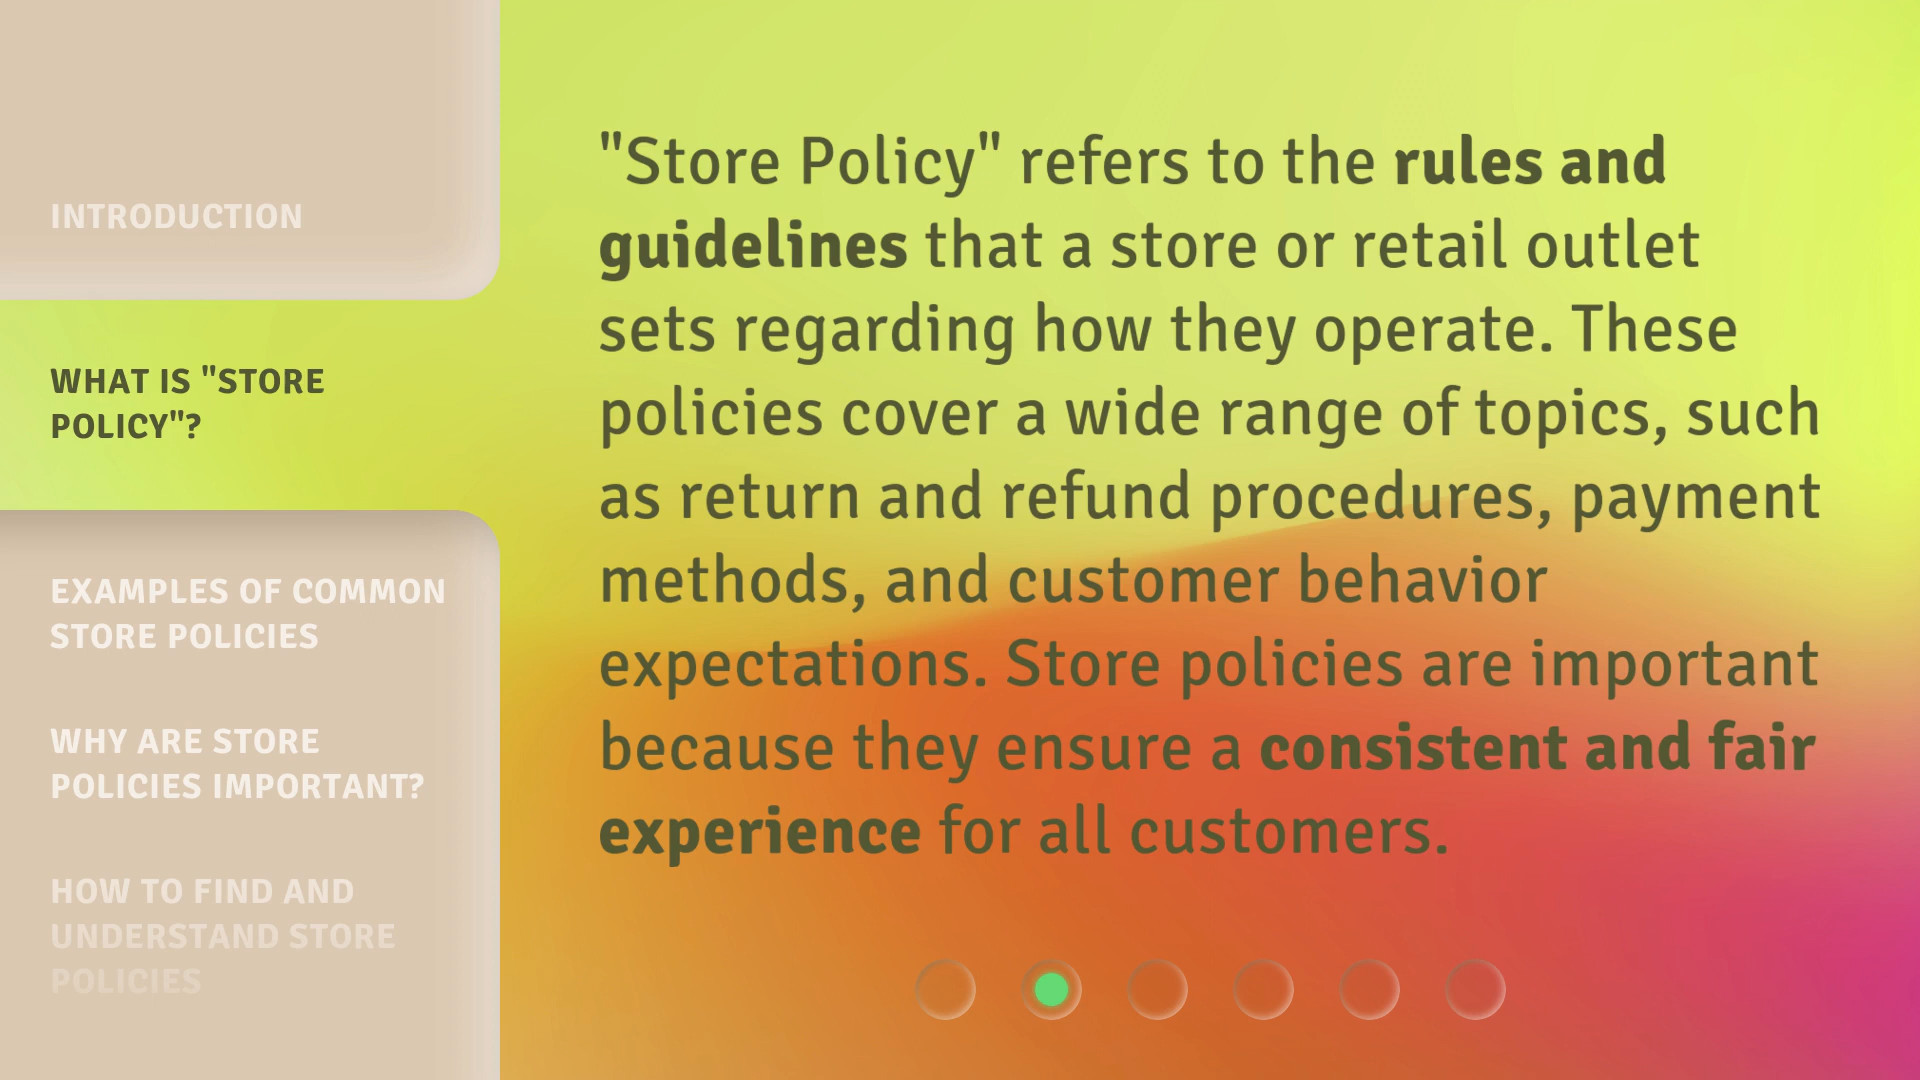 INTRODUCTION
WHAT IS "STORE
POLICY"?
EXAMPLES OF COMMON
STORE POLICIES
WHY ARE STORE
POLICIES IMPORTANT?
HOW TO FIND AND
UNDERSTAND STORE
POLICIES
"Store Policy" refers to the rules and
guidelines that a store or retail outlet
sets regarding how they operate. These
policies cover a wide range of topics, such
as return and refund procedures, payment
methods, and customer behavior
expectations. Store policies are important
because they ensure a consistent and fair
experience for all customers.